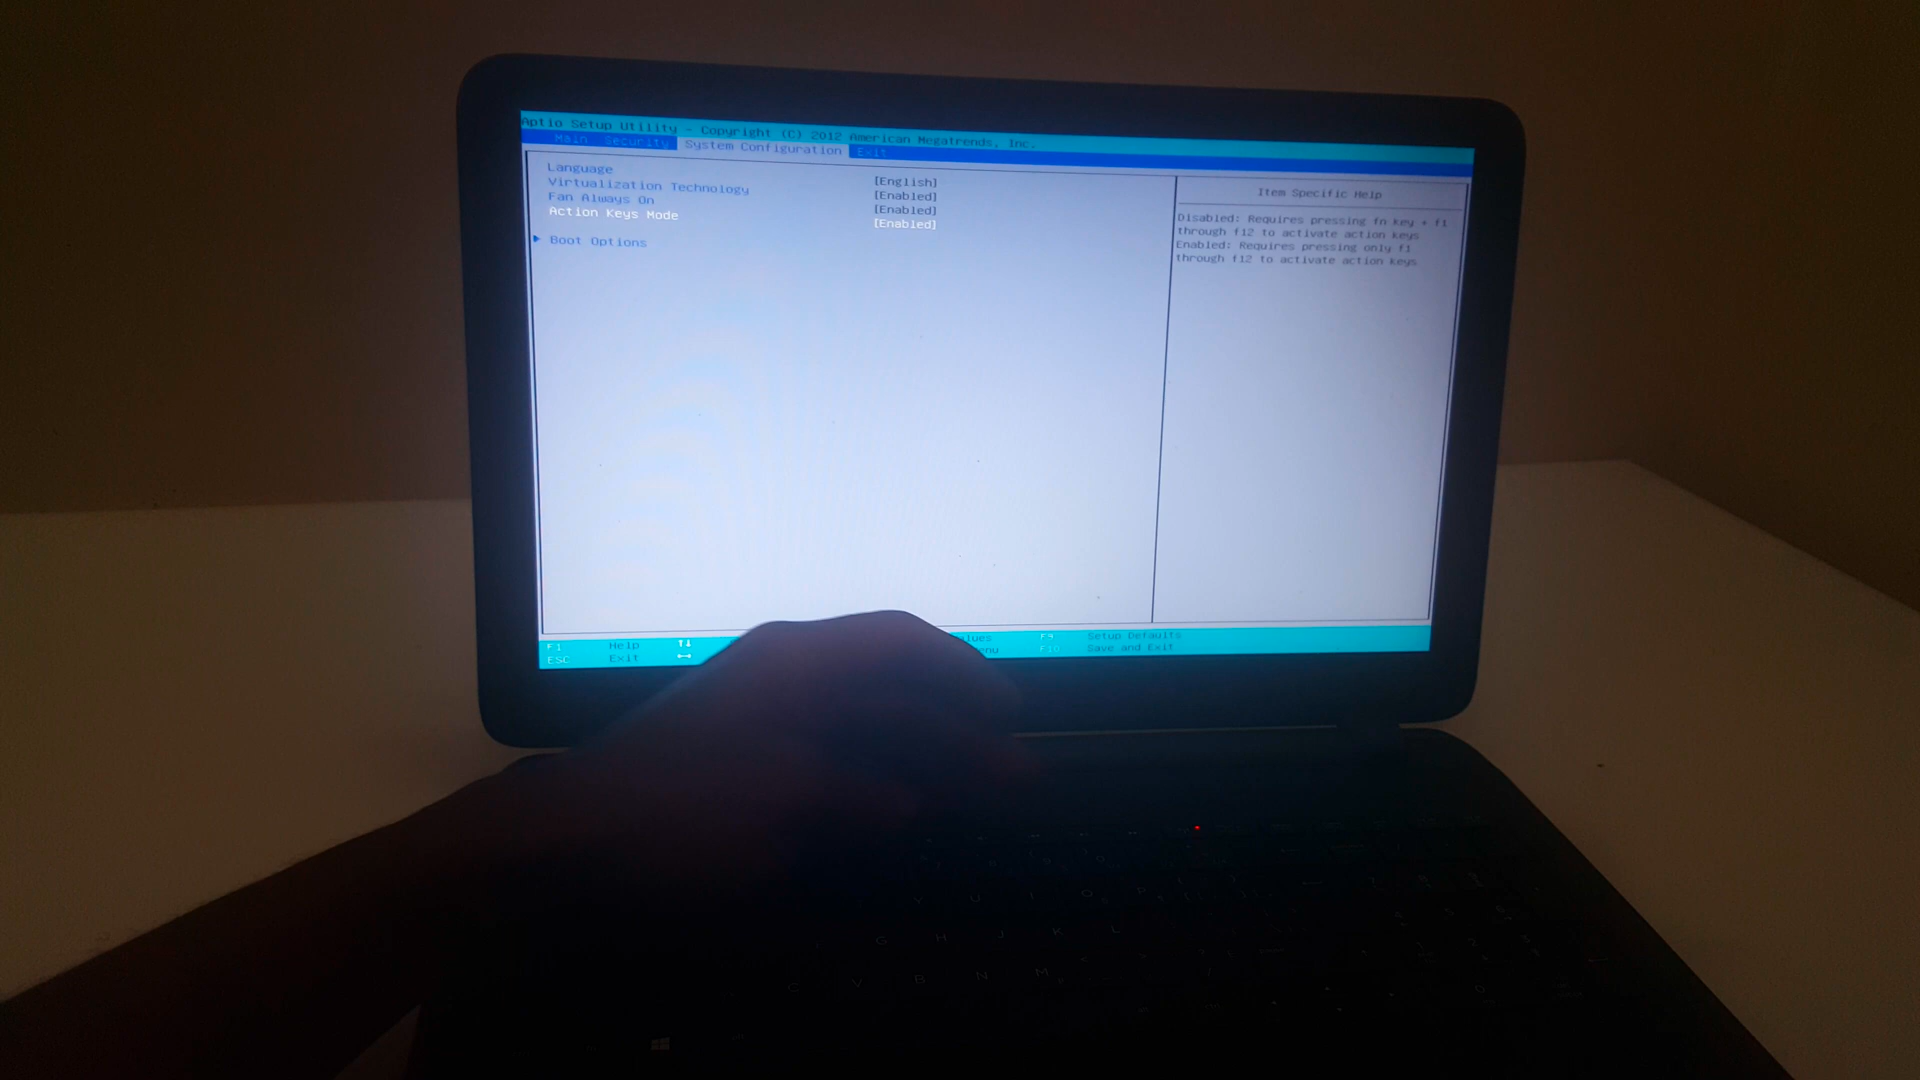 Aptio Setup Utility - Copyright (C) 2012 American Megatrends, Inc.
Main Security System Configuration Exit
Language [English]
Virtualization Technology [Enabled]
Fan Always On [Enabled]
Action Keys Mode [Enabled]
Boot Options
Item Specific Help
Disabled: Requires pressing fn key + f1
through f12 to activate action keys
Enabled: Requires pressing only f1
through f12 to activate action keys.
F1 Help ↑↓ F9 Setup Defaults
ESC Exit ↔ F10 Save and Exit
Y U I O P
G H J K L
C V B N M